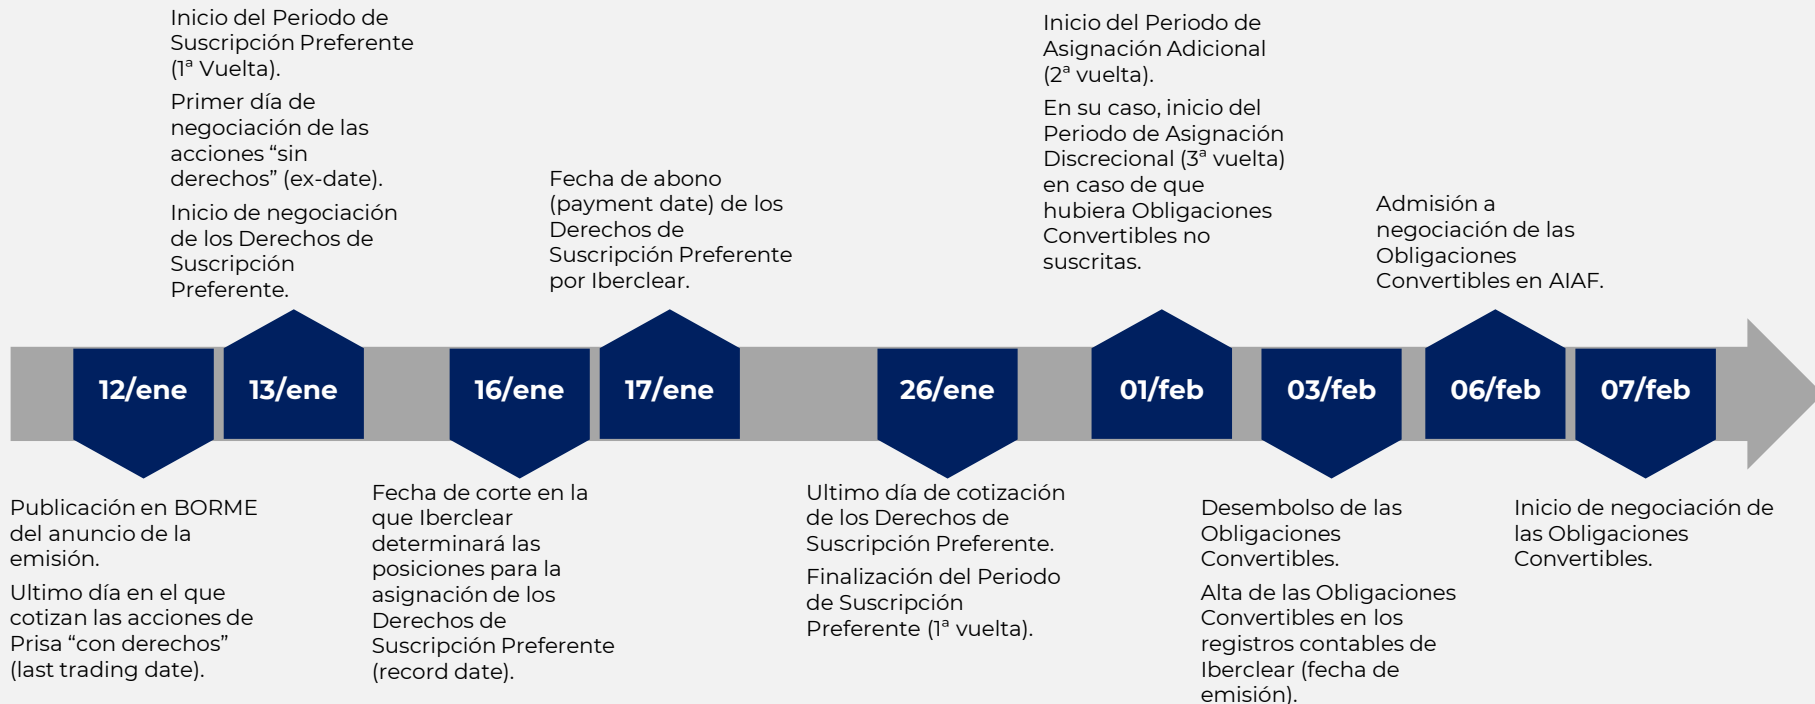 Inicio del Periodo de
Suscripción Preferente
(1ª Vuelta).
Primer día de
negociación de las
acciones “sin
derechos” (ex-date).
Inicio de negociación
de los Derechos de
Suscripción
Preferente.
Fecha de abono
(payment date) de los
Derechos de
Suscripción Preferente
por Iberclear.
Inicio del Periodo de
Asignación Adicional
(2ª vuelta).
En su caso, inicio del
Periodo de Asignación
Discrecional (3ª vuelta)
en caso de que
hubiera Obligaciones
Convertibles no
suscritas.
Admisión a
negociación de las
Obligaciones
Convertibles en AIAF.
12/ene
13/ene
16/ene
17/ene
26/ene
01/feb
03/feb
06/feb
07/feb
Publicación en BORME
del anuncio de la
emisión.
Ultimo día en el que
cotizan las acciones de
Prisa “con derechos”
(last trading date).
Fecha de corte en la
que Iberclear
determinará las
posiciones para la
asignación de los
Derechos de
Suscripción Preferente
(record date).
Ultimo día de cotización
de los Derechos de
Suscripción Preferente.
Finalización del Periodo
de Suscripción
Preferente (1ª vuelta).
Desembolso de las
Obligaciones
Convertibles.
Alta de las Obligaciones
Convertibles en los
registros contables de
Iberclear (fecha de
emisión).
Inicio de negociación de
las Obligaciones
Convertibles.